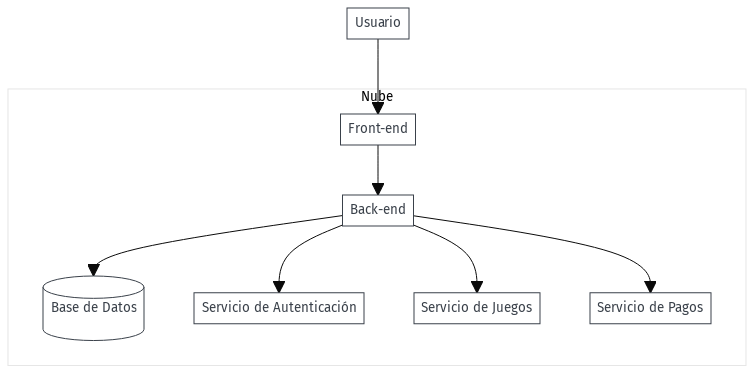 Usuario
Nube
Front-end
Back-end
Base de Datos
Servicio de Autenticación
Servicio de Juegos
Servicio de Pagos